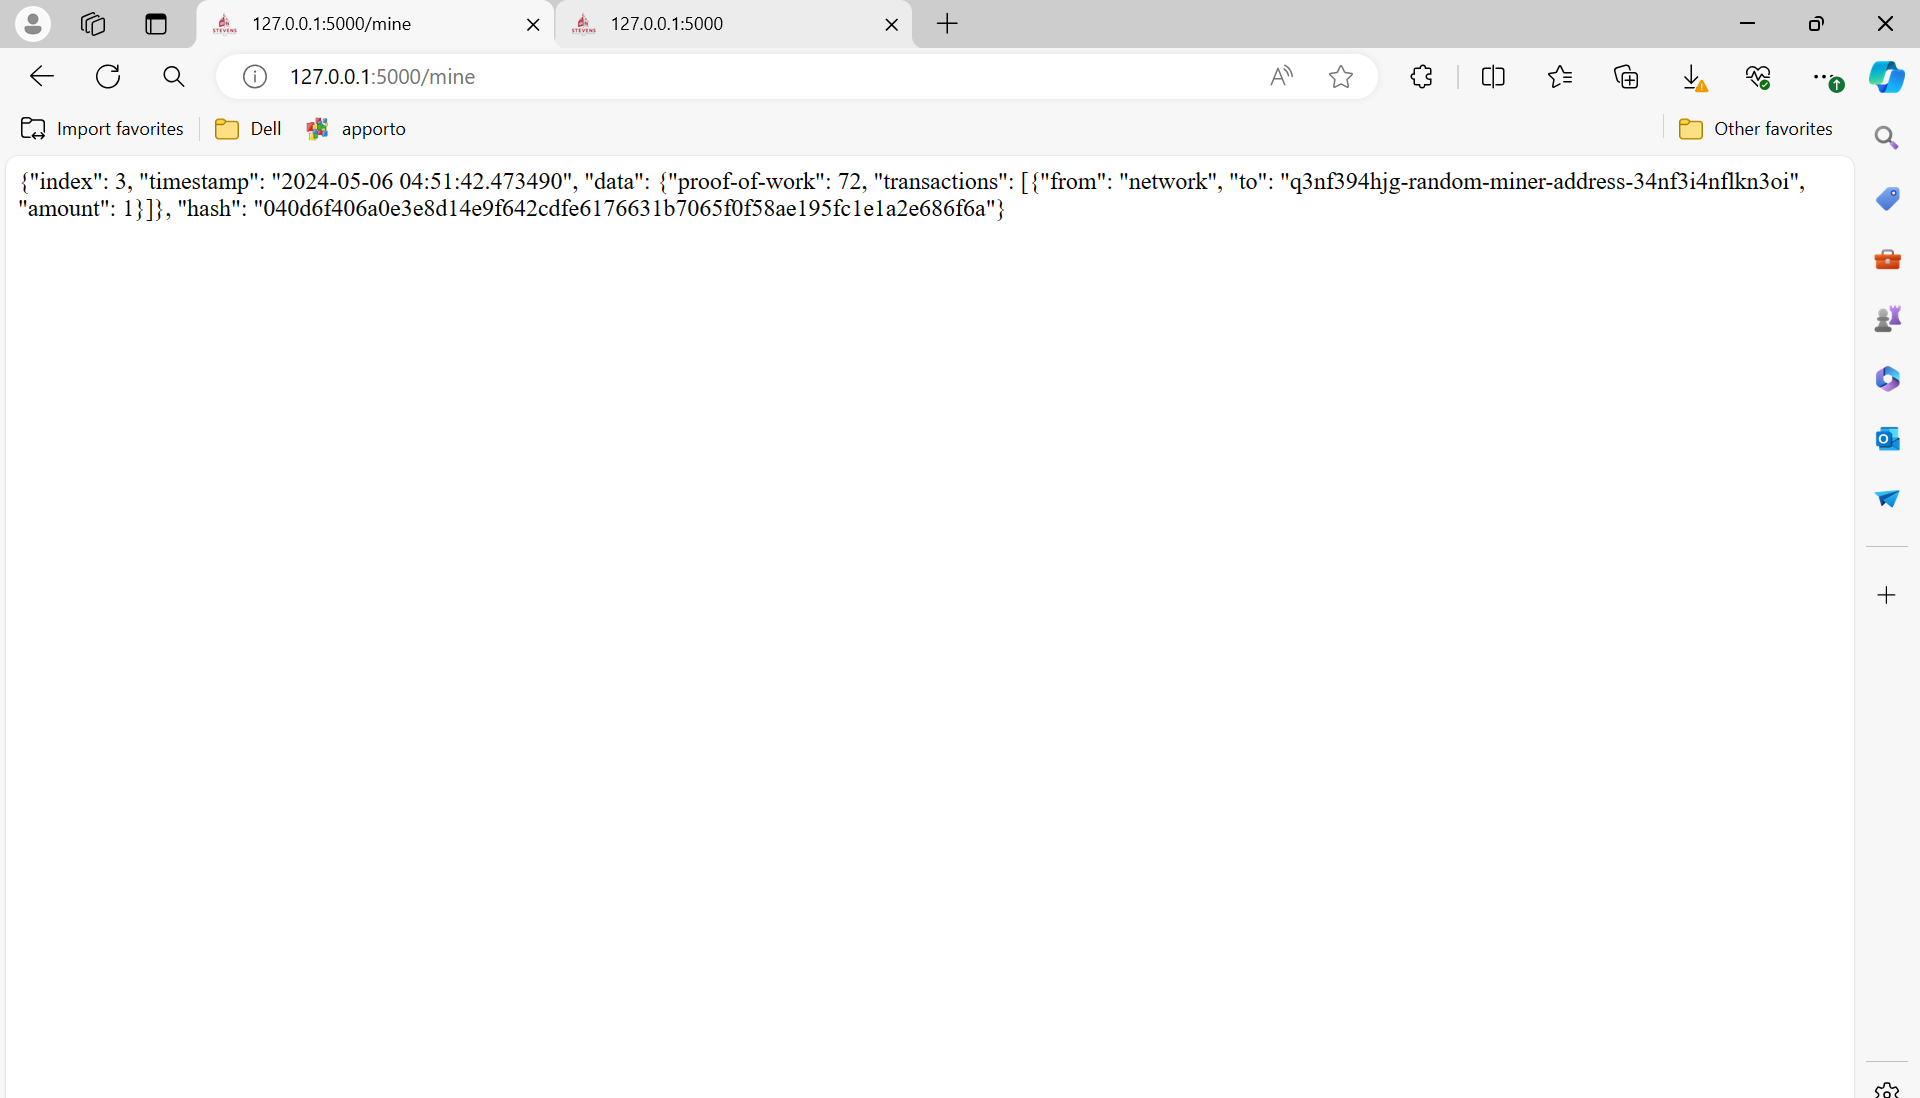 127.0.0.1:5000/mine
127.0.0.1:5000
127.0.0.1:5000/mine
Import favorites
Dell
apporto
Other favorites
{"index": 3, "timestamp": "2024-05-06 04:51:42.473490", "data": {"proof-of-work": 72, "transactions": [{"from": "network", "to": "q3nf394hjg-random-miner-address-34nf3i4nflkn3oi",
"amount": 1}]}, "hash": "040d6f406a0e3e8d14e9f642cdfe6176631b7065f0f58ae195fc1e1a2e686f6a"}